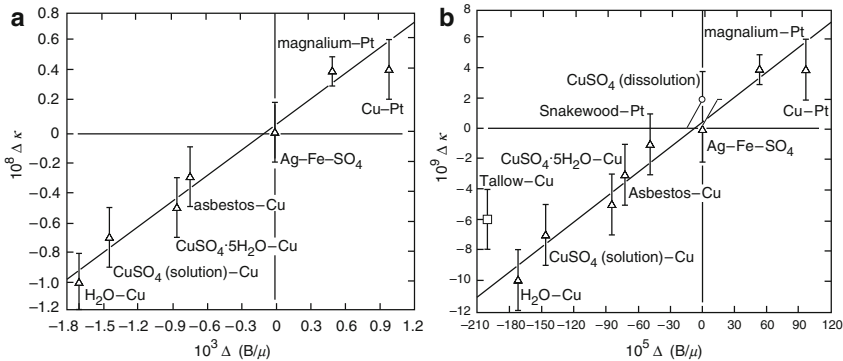 a
10⁸ Δ κ
0.8
0.6
0.4
0.2
0
−0.2
−0.4
−0.6
−0.8
−1.0
−1.2
magnalium–Pt
Cu–Pt
Ag–Fe–SO₄
asbestos–Cu
CuSO₄·5H₂O–Cu
CuSO₄ (solution)–Cu
H₂O–Cu
−1.8 −1.2 −0.9 −0.6 −0.3 0 0.3 0.6 0.9 1.2
10³ Δ (B/μ)
b
10⁹ Δ κ
8
6
4
2
0
−2
−4
−6
−8
−10
−12
magnalium–Pt
CuSO₄ (dissolution)
Snakewood–Pt
Cu–Pt
CuSO₄·5H₂O–Cu
Ag–Fe–SO₄
Tallow–Cu
Asbestos–Cu
CuSO₄ (solution)–Cu
H₂O–Cu
−210 −150 −90 −60 −30 0 30 60 90 120
10⁵ Δ (B/μ)